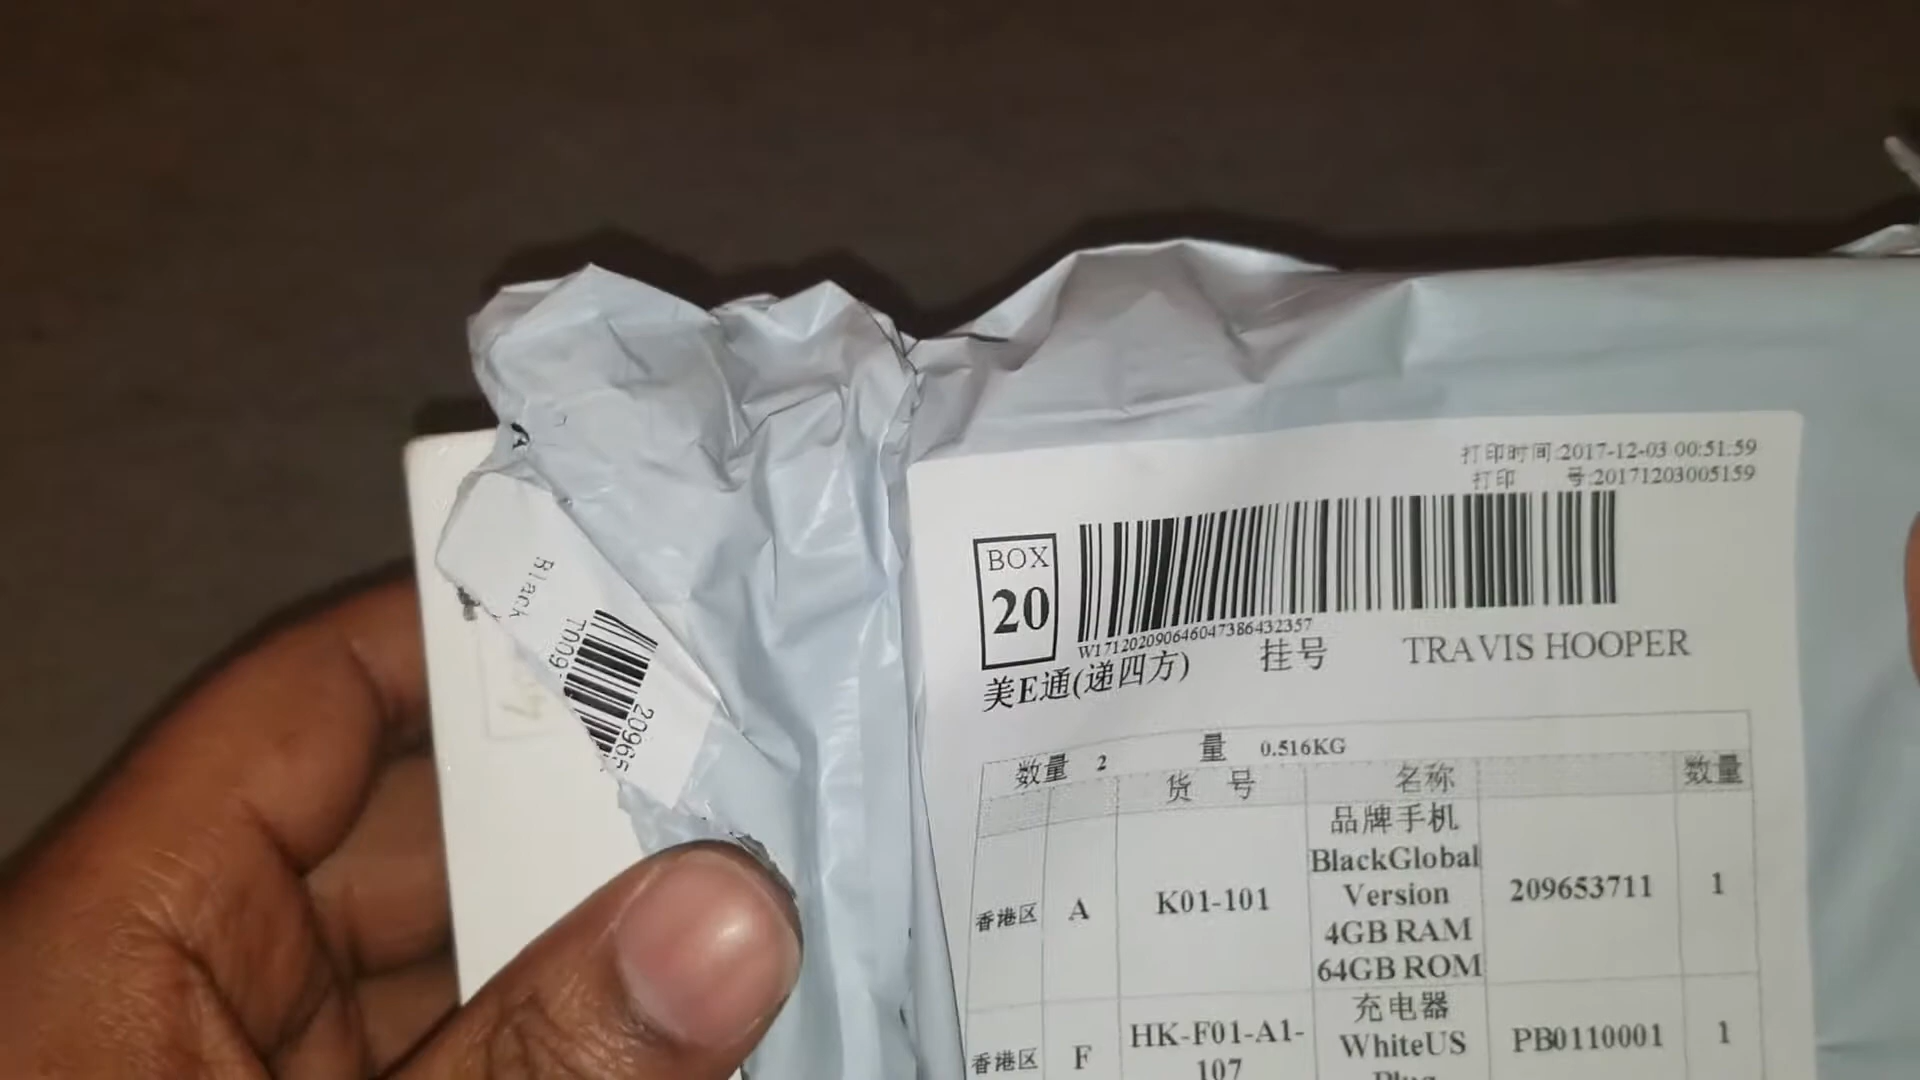 打印时间:2017-12-03 00:51:59
打印 号:20171203005159
BOX
20
W171202090646047386432357
美E通(递四方) 挂号 TRAVIS HOOPER
数量 2 量 0.516KG
货 号 名称 数量
香港区 A K01-101 品牌手机 BlackGlobal Version 4GB RAM 64GB ROM 209653711 1
香港区 F HK-F01-A1-107 充电器 WhiteUS PB0110001 1
Black
T009
20965